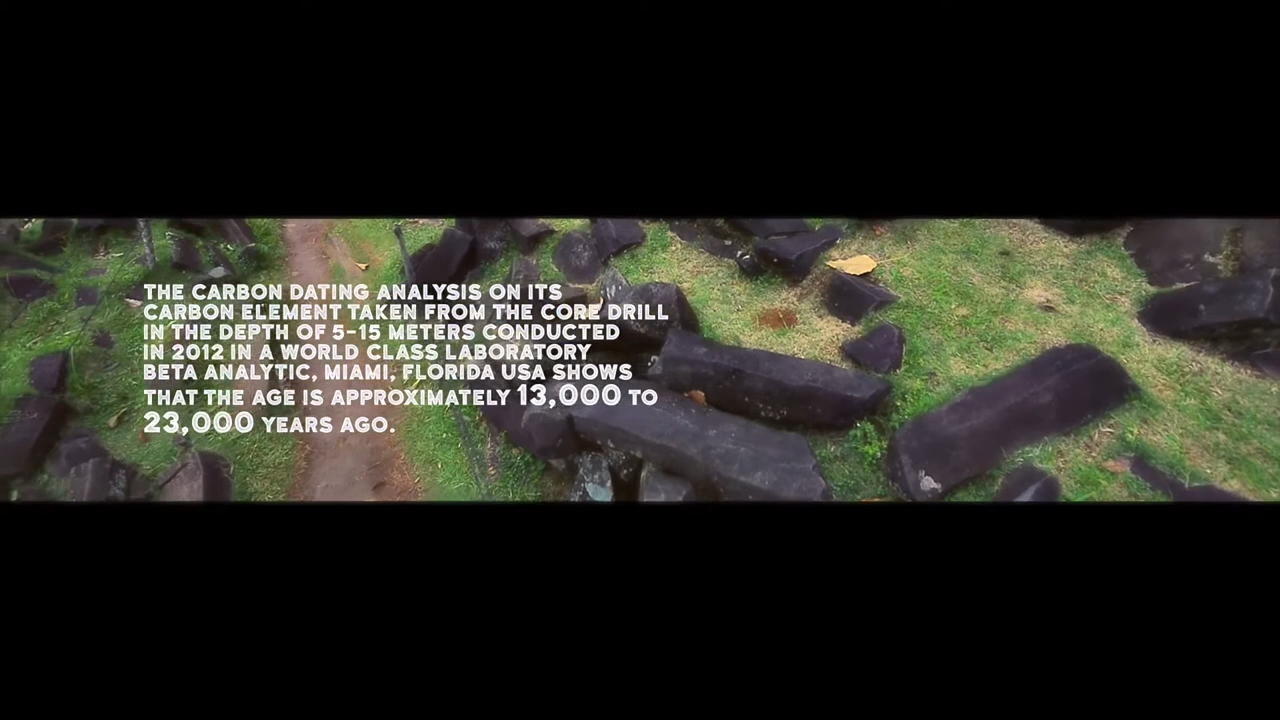 THE CARBON DATING ANALYSIS ON ITS
CARBON ELEMENT TAKEN FROM THE CORE DRILL
IN THE DEPTH OF 5-15 METERS CONDUCTED
IN 2012 IN A WORLD CLASS LABORATORY
BETA ANALYTIC, MIAMI, FLORIDA USA SHOWS
THAT THE AGE IS APPROXIMATELY 13,000 TO
23,000 YEARS AGO.